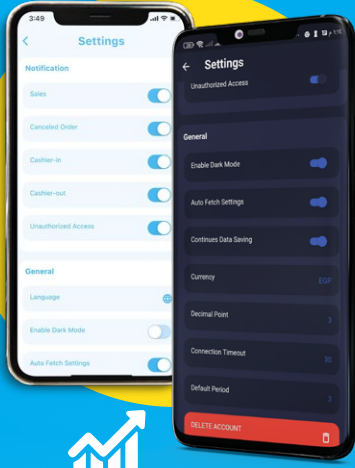 3:49
Settings
Notification
Sales
Canceled Order
Cashier-in
Cashier-out
Unauthorized Access
General
Language
Enable Dark Mode
Auto Fetch Settings
Settings
Unauthorized Access
General
Enable Dark Mode
Auto Fetch Settings
Continues Data Saving
Currency
EGP
Decimal Point
3
Connection Timeout
30
Default Period
3
DELETE ACCOUNT